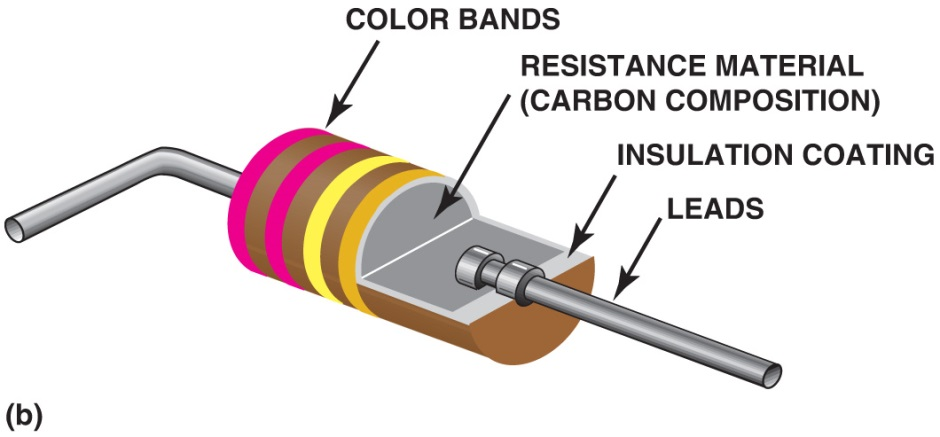 COLOR BANDS
RESISTANCE MATERIAL
(CARBON COMPOSITION)
INSULATION COATING
LEADS
(b)